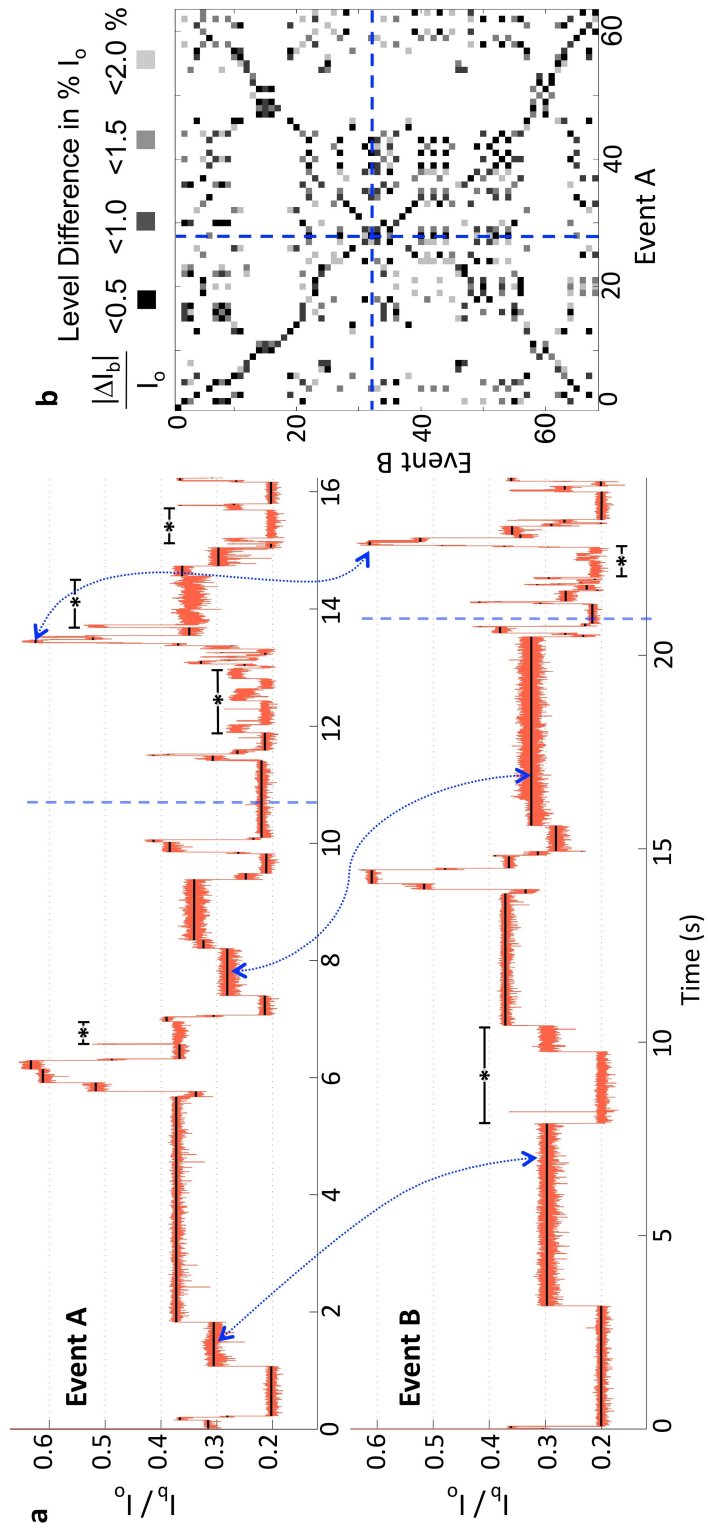 a
Event A
I_b / I_o
0.6
0.5
0.4
0.3
0.2
0 2 4 6 8 10 12 14 16
* * * *
Event B
I_b / I_o
0.6
0.5
0.4
0.3
0.2
0 5 10 15 20
* *
Time (s)
b
Level Difference in % I_o
|ΔI_b| / I_o
<0.5 <1.0 <1.5 <2.0 %
Event B
0
20
40
60
0 20 40 60
Event A